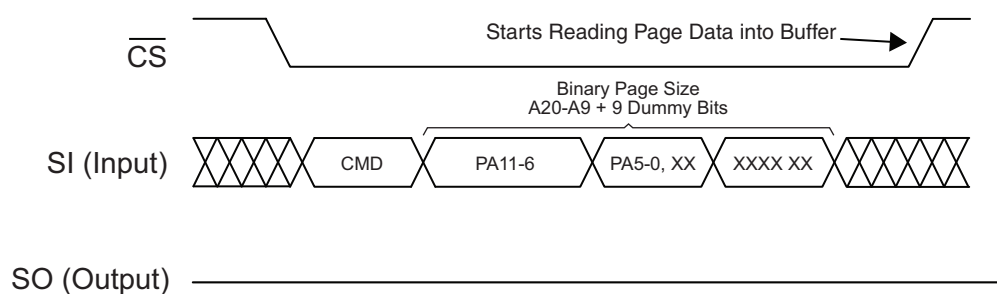 Starts Reading Page Data into Buffer
CS
Binary Page Size
A20-A9 + 9 Dummy Bits
SI (Input)
CMD
PA11-6
PA5-0, XX
XXXX XX
SO (Output)